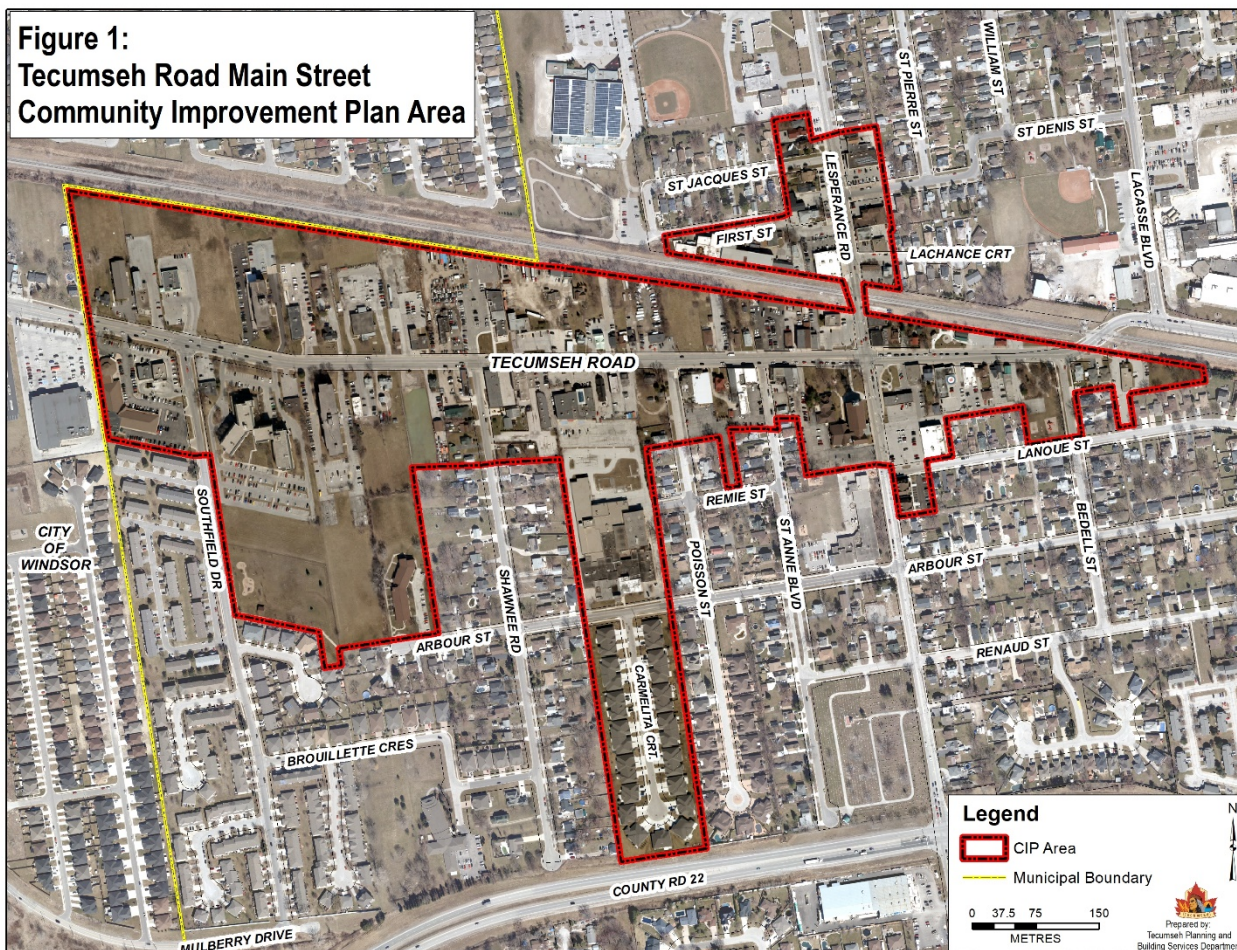 Figure 1:
Tecumseh Road Main Street
Community Improvement Plan Area
WILLIAM ST
ST PIERRE ST
ST DENIS ST
ST JACQUES ST
LESPERANCE RD
LACASSE BLVD
FIRST ST
LACHANCE CRT
TECUMSEH ROAD
LANOUE ST
REMIE ST
SOUTHFIELD DR
CITY
OF
WINDSOR
SHAWNEE RD
POISSON ST
ST ANNE BLVD
BEDELL ST
ARBOUR ST
ARBOUR ST
RENAUD ST
CARMELITA CRT.
BROUILLETTE CRES
COUNTY RD 22
MULBERRY DRIVE
Legend
N
CIP Area
Municipal Boundary
0 37.5 75 150
METRES
Prepared by:
Tecumseh Planning and
Building Services Department